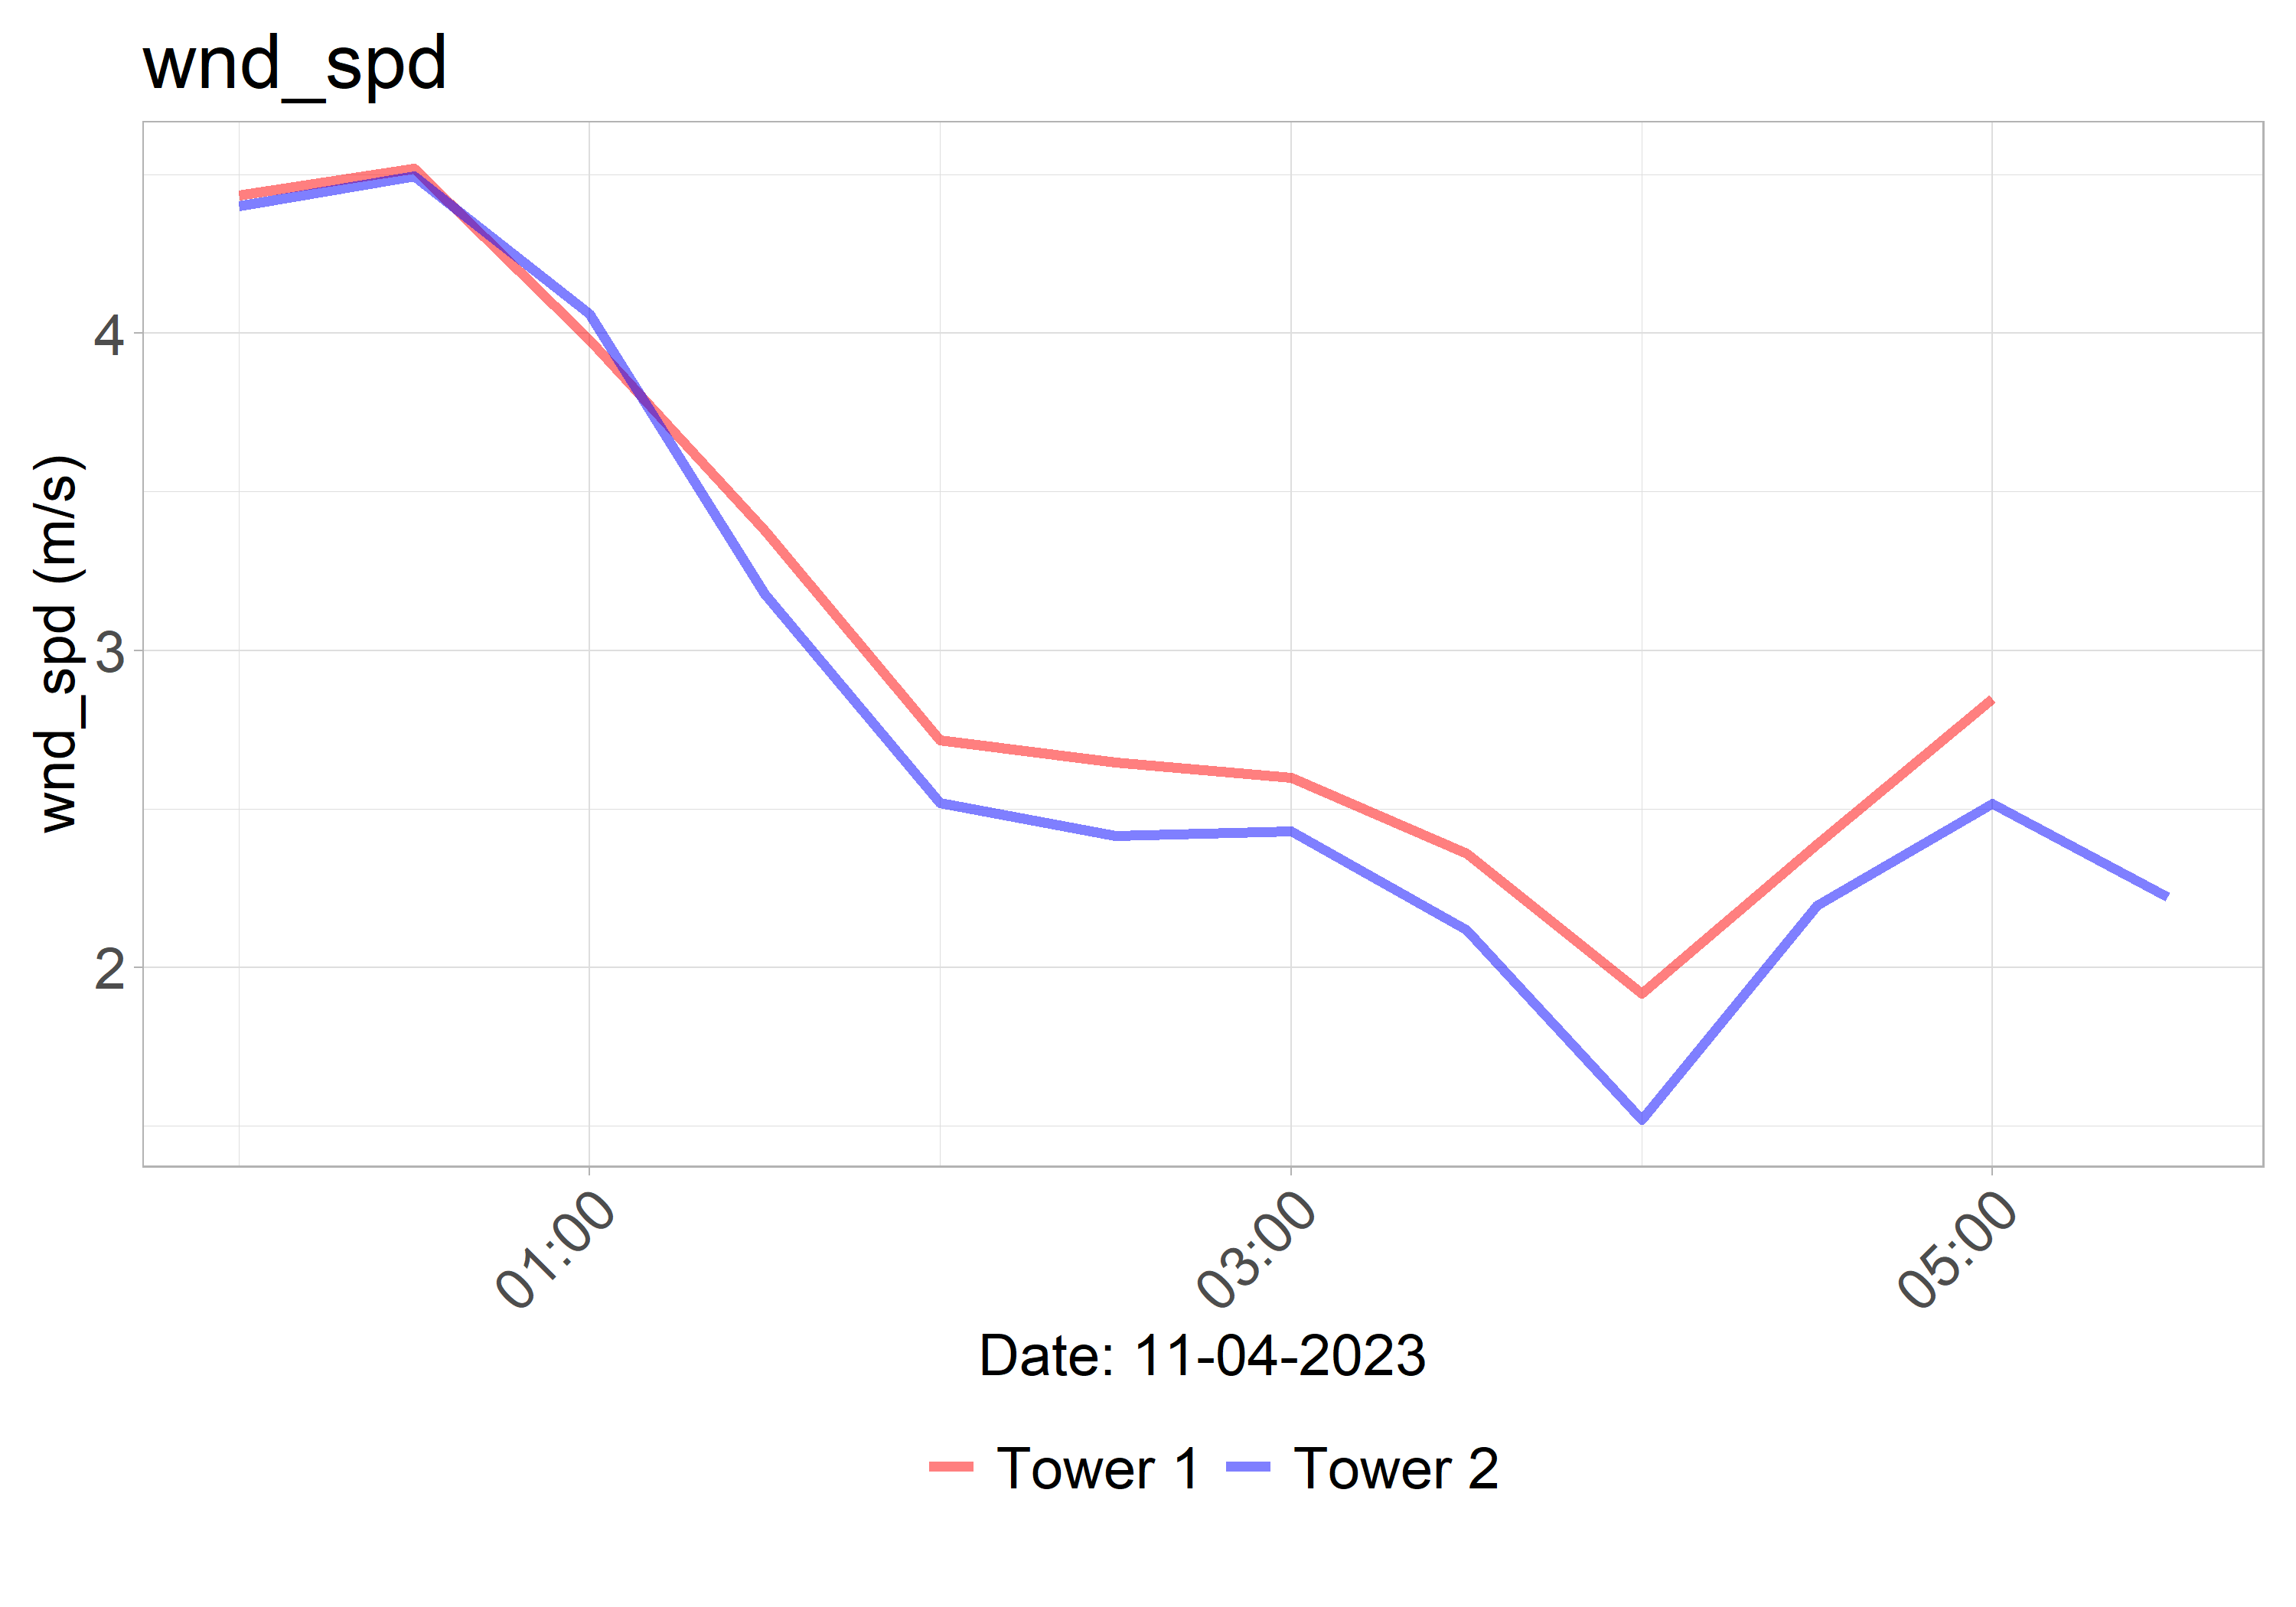 wnd_spd
wnd_spd (m/s)
4
3
2
01:00
03:00
05:00
Date: 11-04-2023
Tower 1
Tower 2